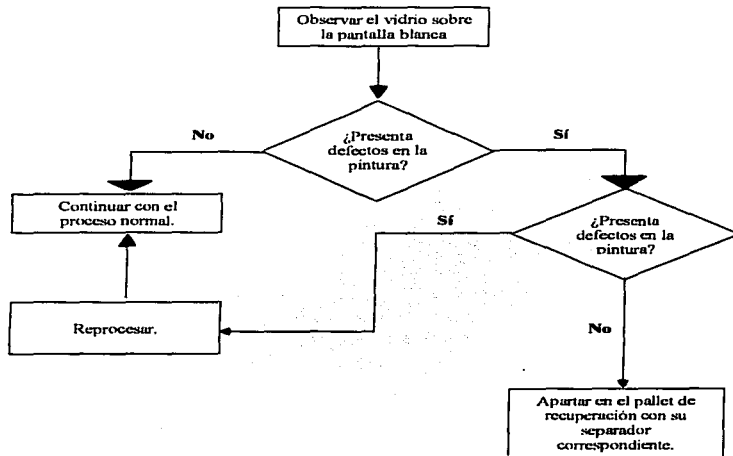 Observar el vidrio sobre
la pantalla blanca
No
¿Presenta
defectos en la
pintura?
Sí
Continuar con el
proceso normal.
Sí
¿Presenta
defectos en la
pintura?
Reprocesar.
No
Apartar en el pallet de
recuperación con su
separador
correspondiente.